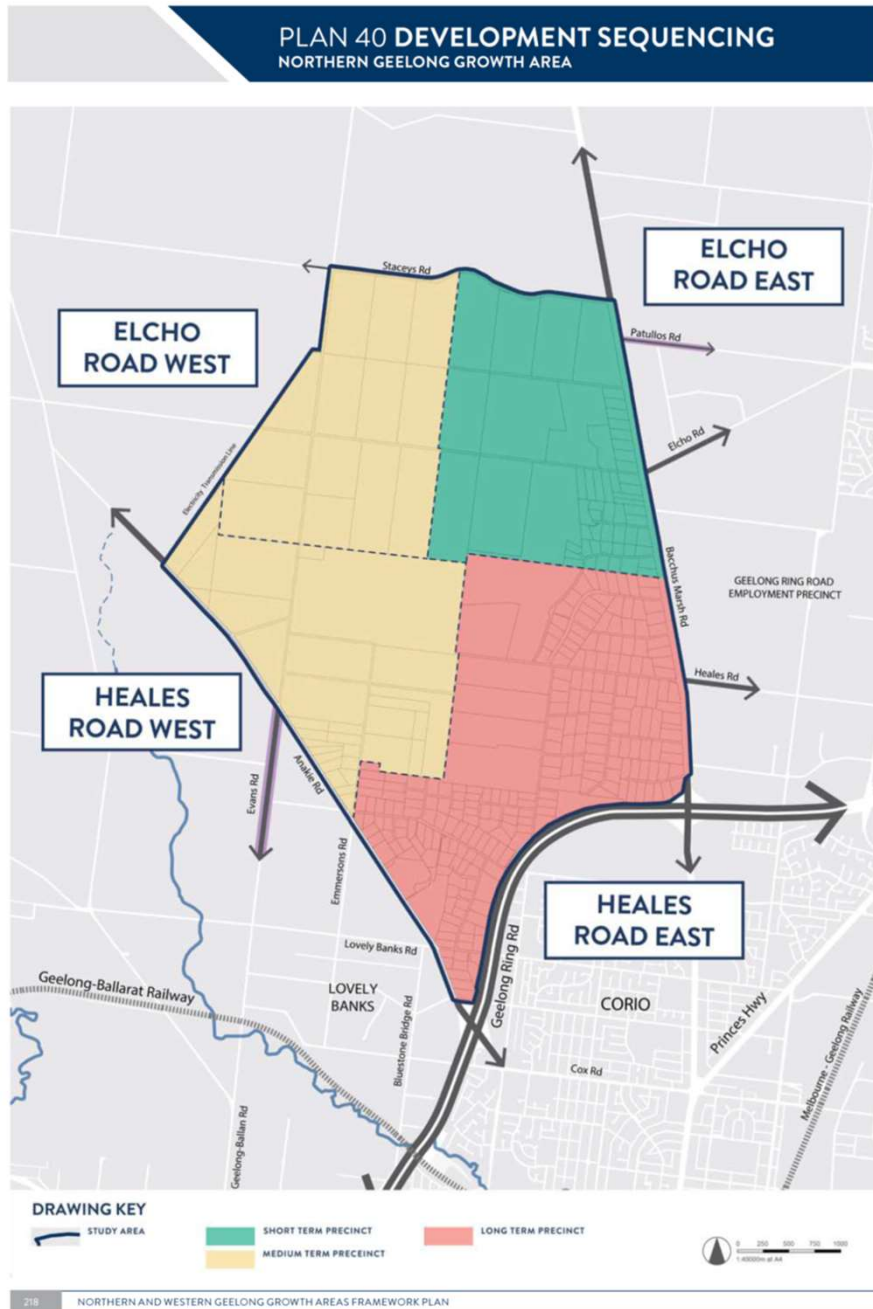 PLAN 40 DEVELOPMENT SEQUENCING
NORTHERN GEELONG GROWTH AREA
ELCHO
ROAD EAST
Staceys Rd
Patullos Rd
ELCHO
ROAD WEST
Elcho Rd
Electricity Transmission Line
Bacchus Marsh Rd
GEELONG RING ROAD
EMPLOYMENT PRECINCT
Heales Rd
HEALES
ROAD WEST
Anakie Rd
Evans Rd
Emmersons Rd
HEALES
ROAD EAST
Lovely Banks Rd
Geelong Ring Rd
Geelong-Ballarat Railway
LOVELY
BANKS
CORIO
Bluestone Bridge Rd
Princes Hwy
Cox Rd
Melbourne - Geelong Railway
Geelong-Ballan Rd
DRAWING KEY
STUDY AREA
SHORT TERM PRECINCT
LONG TERM PRECINCT
MEDIUM TERM PRECEINCT
0 250 500 750 1000
1:40000m at A4
218 NORTHERN AND WESTERN GEELONG GROWTH AREAS FRAMEWORK PLAN